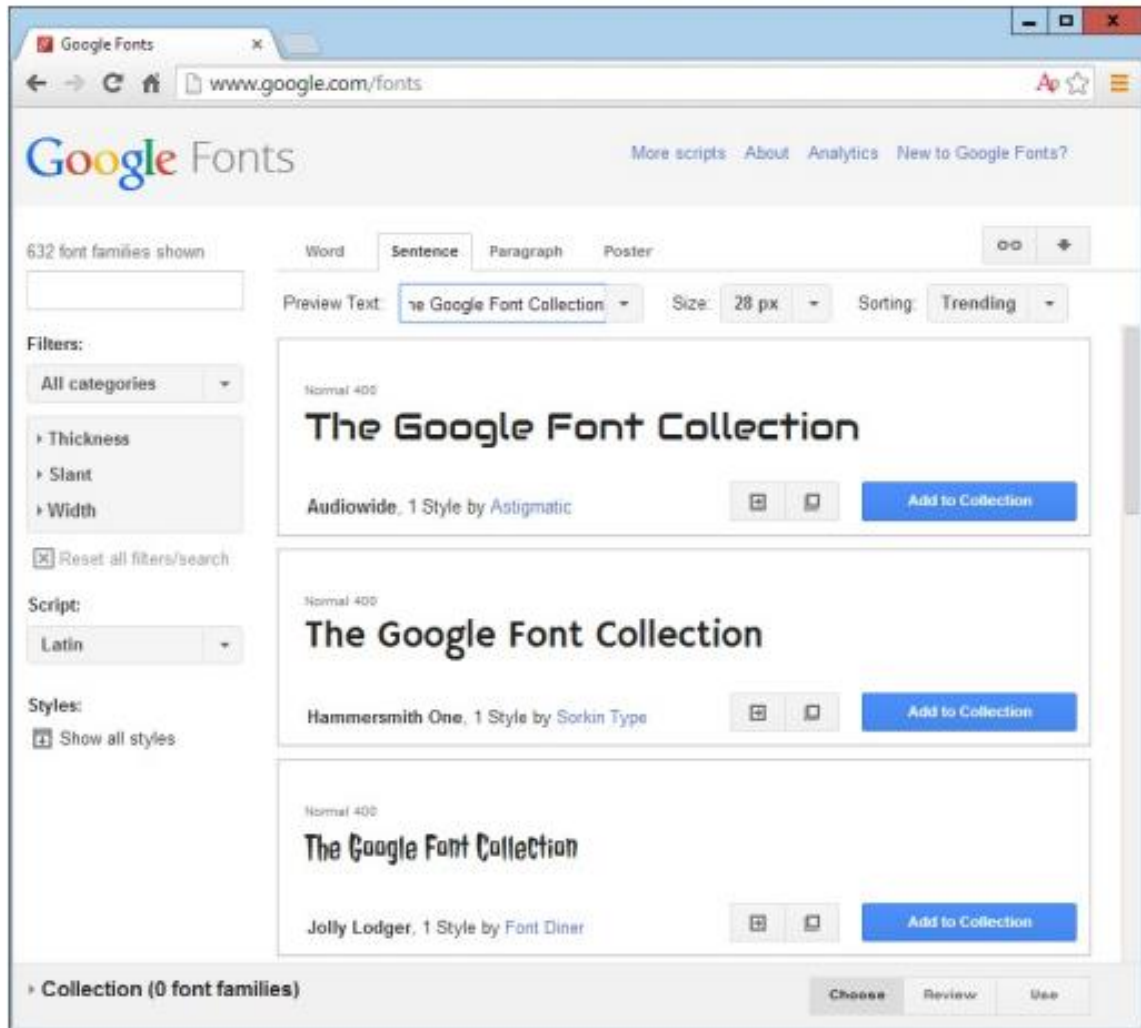 Google Fonts
www.google.com/fonts
Google Fonts
More scripts About Analytics New to Google Fonts?
632 font families shown
Word Sentence Paragraph Poster
Preview Text: e Google Font Collection Size: 28 px Sorting: Trending
Filters:
All categories
Thickness
Slant
Width
Reset all filters/search
Script:
Latin
Styles:
Show all styles
Normal 400
The Google Font Collection
Audiowide, 1 Style by Astigmatic
Add to Collection
Normal 400
The Google Font Collection
Hammersmith One, 1 Style by Sorkin Type
Add to Collection
Normal 400
The Google Font Collection
Jolly Lodger, 1 Style by Font Diner
Add to Collection
Collection (0 font families)
Choose Review Use